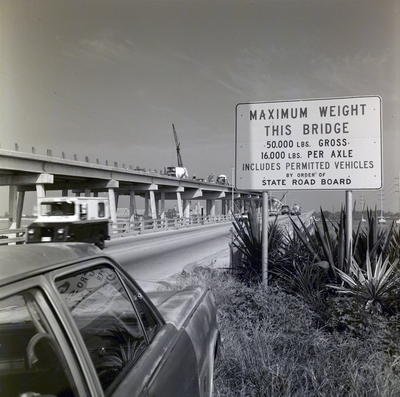 MAXIMUM WEIGHT
THIS BRIDGE
50.000 LBS. GROSS
16.000 LBS. PER AXLE
INCLUDES PERMITTED VEHICLES
BY ORDER OF
STATE ROAD BOARD